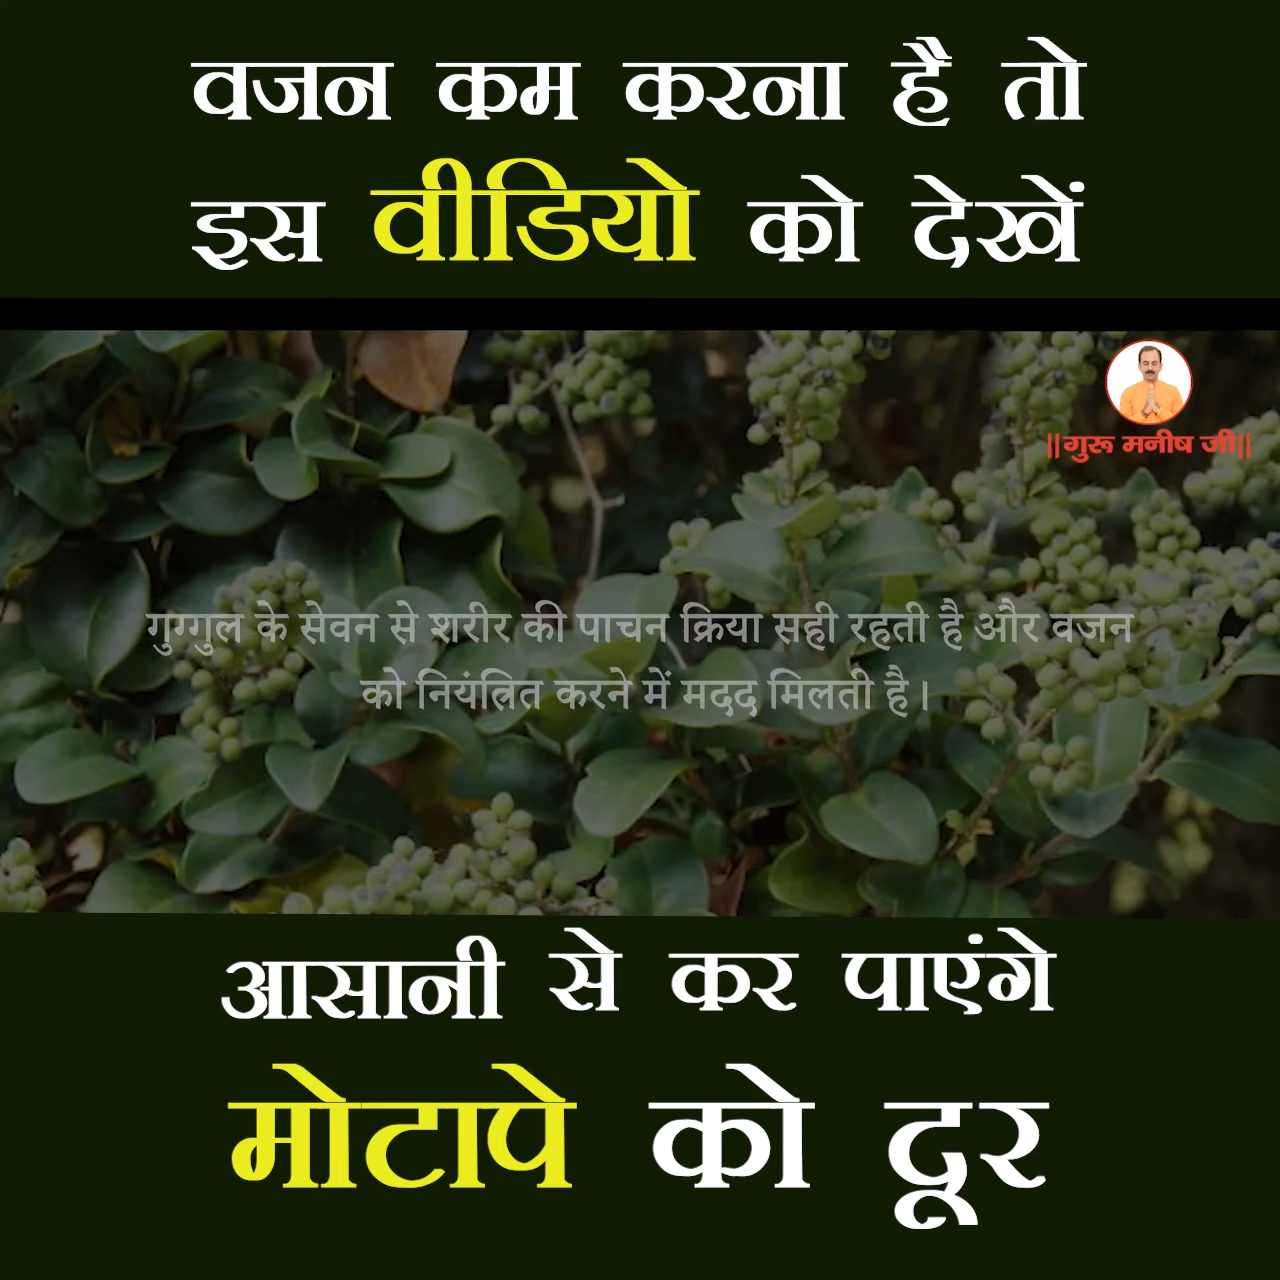 वजन कम करना है तो
इस वीडियो को देखें
||गुरू मनीष जी||
गुग्गुल के सेवन से शरीर की पाचन क्रिया सही रहती है और वजन
को नियंत्रित करने में मदद मिलती है।
आसानी से कर पाएंगे
मोटापे को दूर